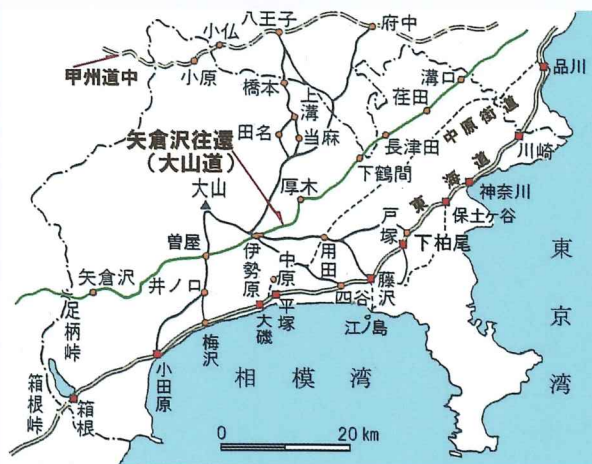 八王子
府中
小仏
小原
甲州道中
橋本
上溝
田名
当麻
溝口
荏田
長津田
下鶴間
品川
中原街道
川崎
東海道
神奈川
保土ヶ谷
矢倉沢往還
（大山道）
大山
厚木
戸塚
下柏尾
曽屋
伊勢原
中原
用田
藤沢
四谷
江ノ島
矢倉沢
井ノ口
平塚
大磯
梅沢
足柄峠
小田原
箱根峠
箱根
相模湾
東京湾
0
20 km